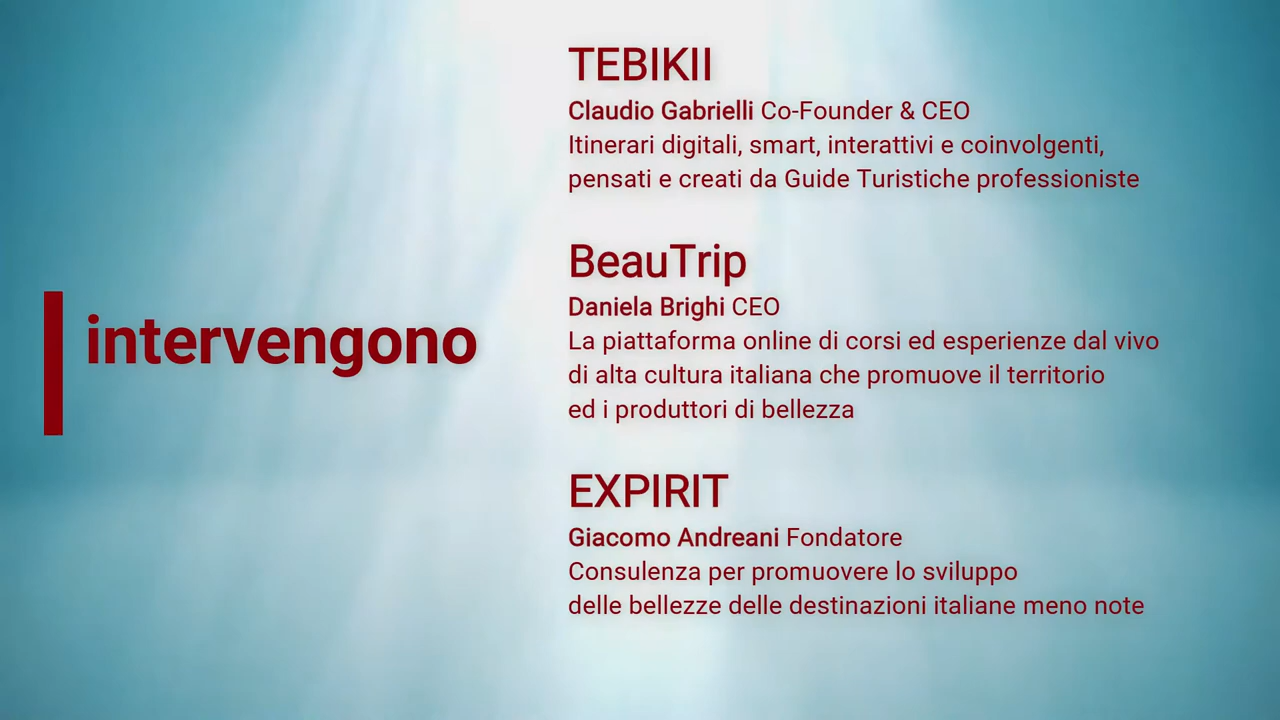 intervengono
TEBIKII
Claudio Gabrielli Co-Founder & CEO
Itinerari digitali, smart, interattivi e coinvolgenti,
pensati e creati da Guide Turistiche professioniste
BeauTrip
Daniela Brighi CEO
La piattaforma online di corsi ed esperienze dal vivo
di alta cultura italiana che promuove il territorio
ed i produttori di bellezza
EXPIRIT
Giacomo Andreani Fondatore
Consulenza per promuovere lo sviluppo
delle bellezze delle destinazioni italiane meno note